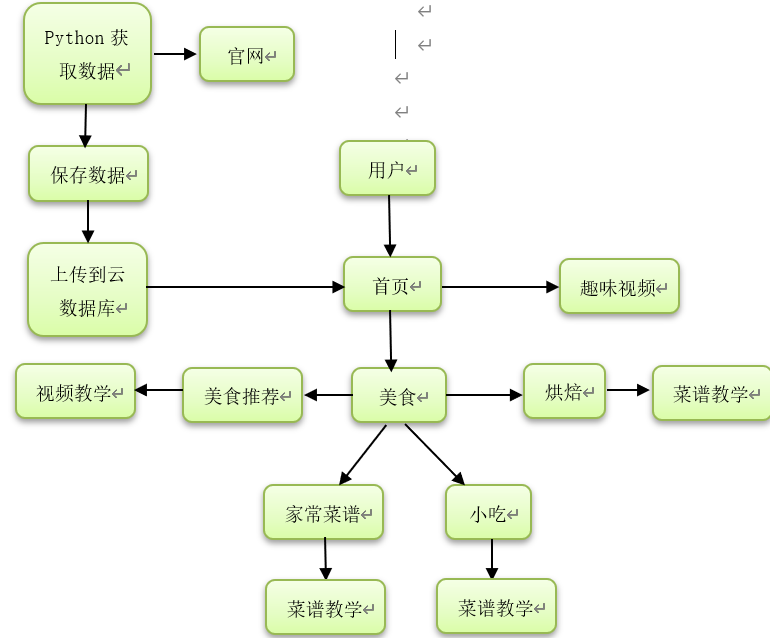 Python 获
取数据
官网
保存数据
用户
上传到云
数据库
首页
趣味视频
视频教学
美食推荐
美食
烘焙
菜谱教学
家常菜谱
小吃
菜谱教学
菜谱教学